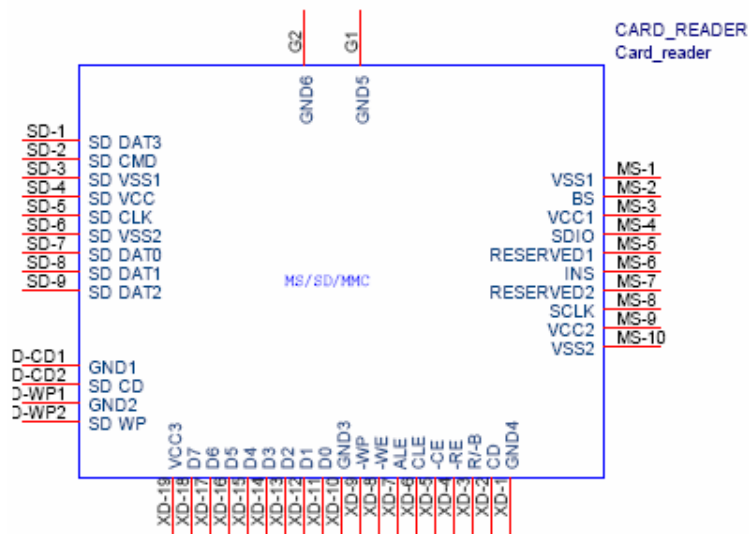 G2
G1
CARD_READER
Card_reader
GND6
GND5
SD-1
SD DAT3
SD-2
SD CMD
SD-3
SD VSS1
SD-4
SD VCC
SD-5
SD CLK
SD-6
SD VSS2
SD-7
SD DAT0
SD-8
SD DAT1
SD-9
SD DAT2
MS/SD/MMC
VSS1
MS-1
BS
MS-2
VCC1
MS-3
SDIO
MS-4
RESERVED1
MS-5
INS
MS-6
RESERVED2
MS-7
SCLK
MS-8
VCC2
MS-9
VSS2
MS-10
D-CD1
GND1
D-CD2
SD CD
D-WP1
GND2
D-WP2
SD WP
VCC3
D7
D6
D5
D4
D3
D2
D1
D0
GND3
-WP
-WE
ALE
CLE
-CE
-RE
R/-B
CD
GND4
XD-19
XD-18
XD-17
XD-16
XD-15
XD-14
XD-13
XD-12
XD-11
XD-10
XD-9
XD-8
XD-7
XD-6
XD-5
XD-4
XD-3
XD-2
XD-1